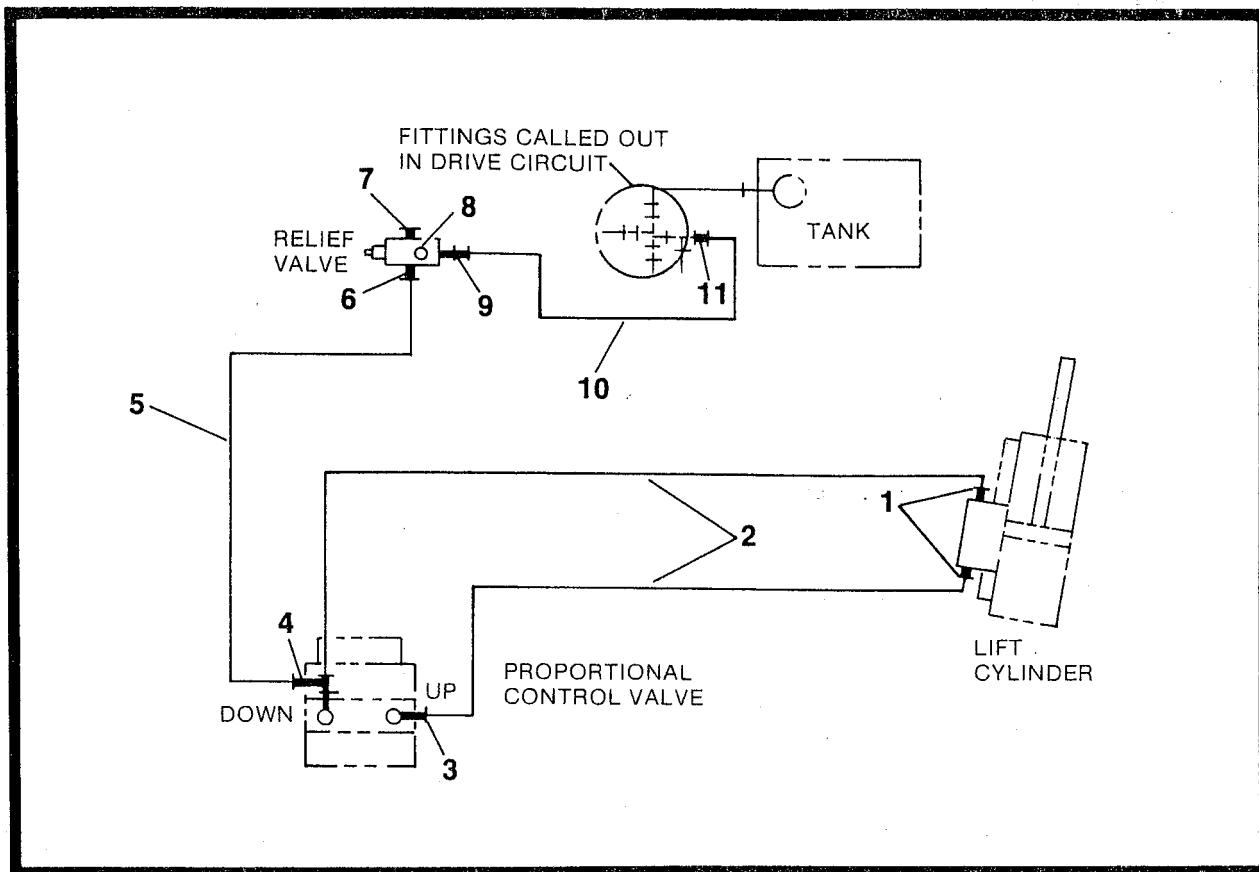 FITTINGS CALLED OUT
IN DRIVE CIRCUIT
7
8
RELIEF
VALVE
TANK
6
9
11
10
5
1
2
4
UP
PROPORTIONAL
CONTROL VALVE
LIFT
CYLINDER
DOWN
3